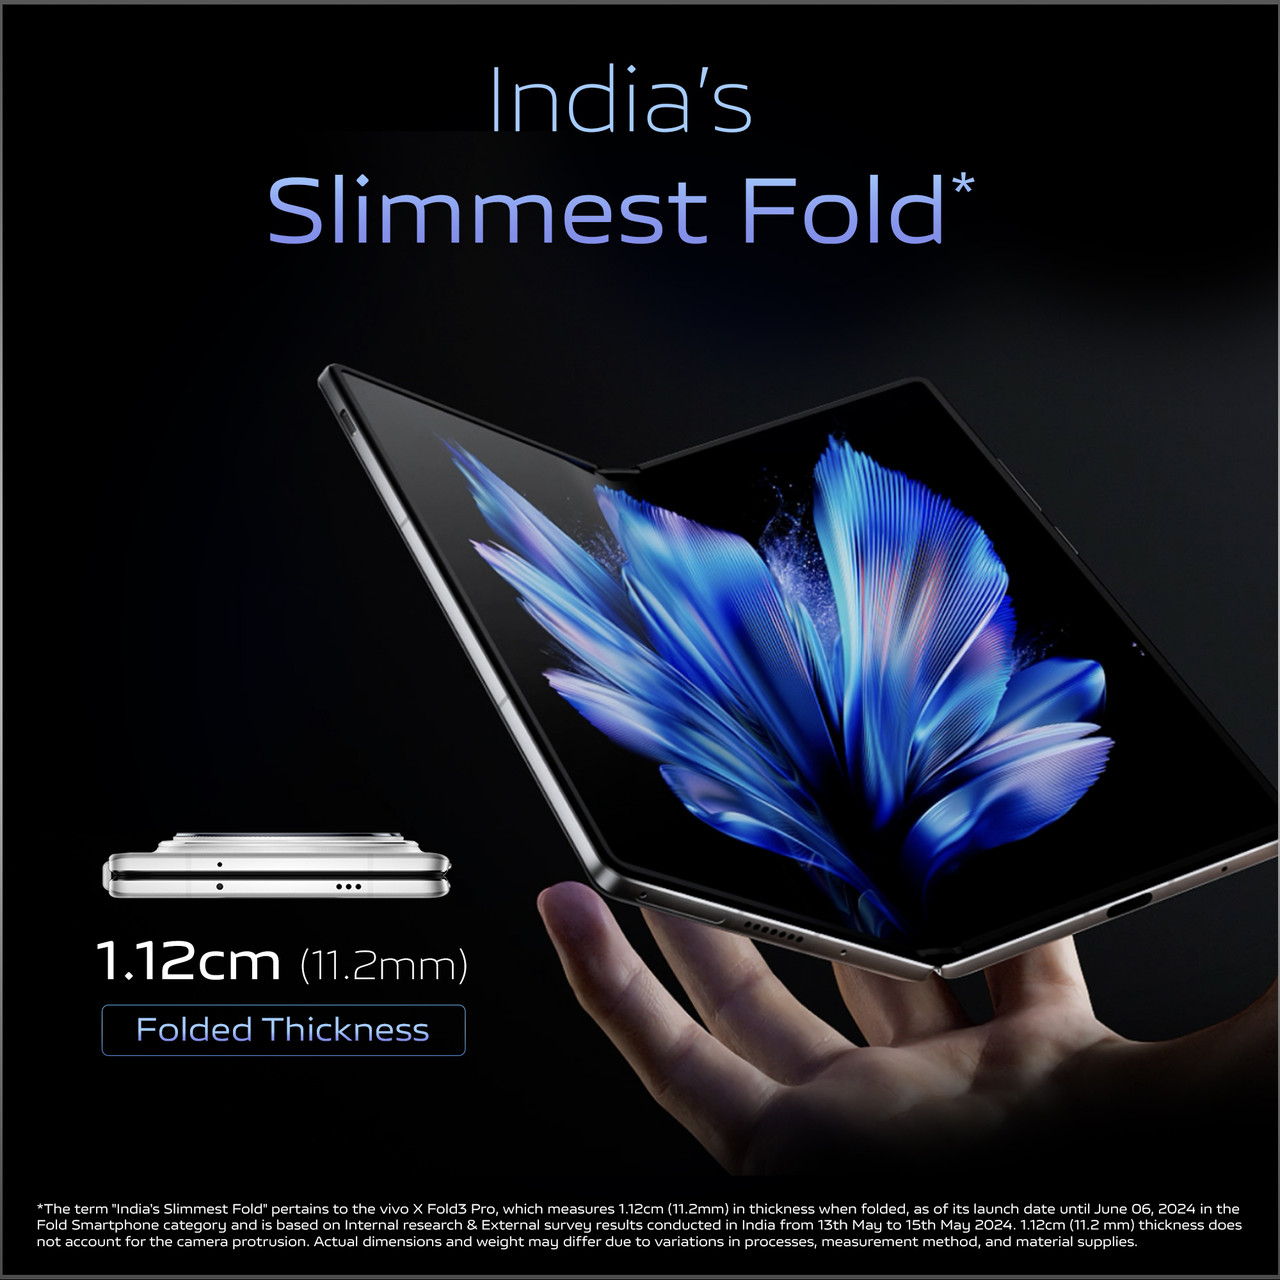 India's
Slimmest Fold*
1.12cm (11.2mm)
Folded Thickness
*The term "India's Slimmest Fold" pertains to the vivo X Fold3 Pro, which measures 1.12cm (11.2mm) in thickness when folded, as of its launch date until June 06, 2024 in the
Fold Smartphone category and is based on Internal research & External survey results conducted in India from 13th May to 15th May 2024. 1.12cm (11.2 mm) thickness does
not account for the camera protrusion. Actual dimensions and weight may differ due to variations in processes, measurement method, and material supplies.